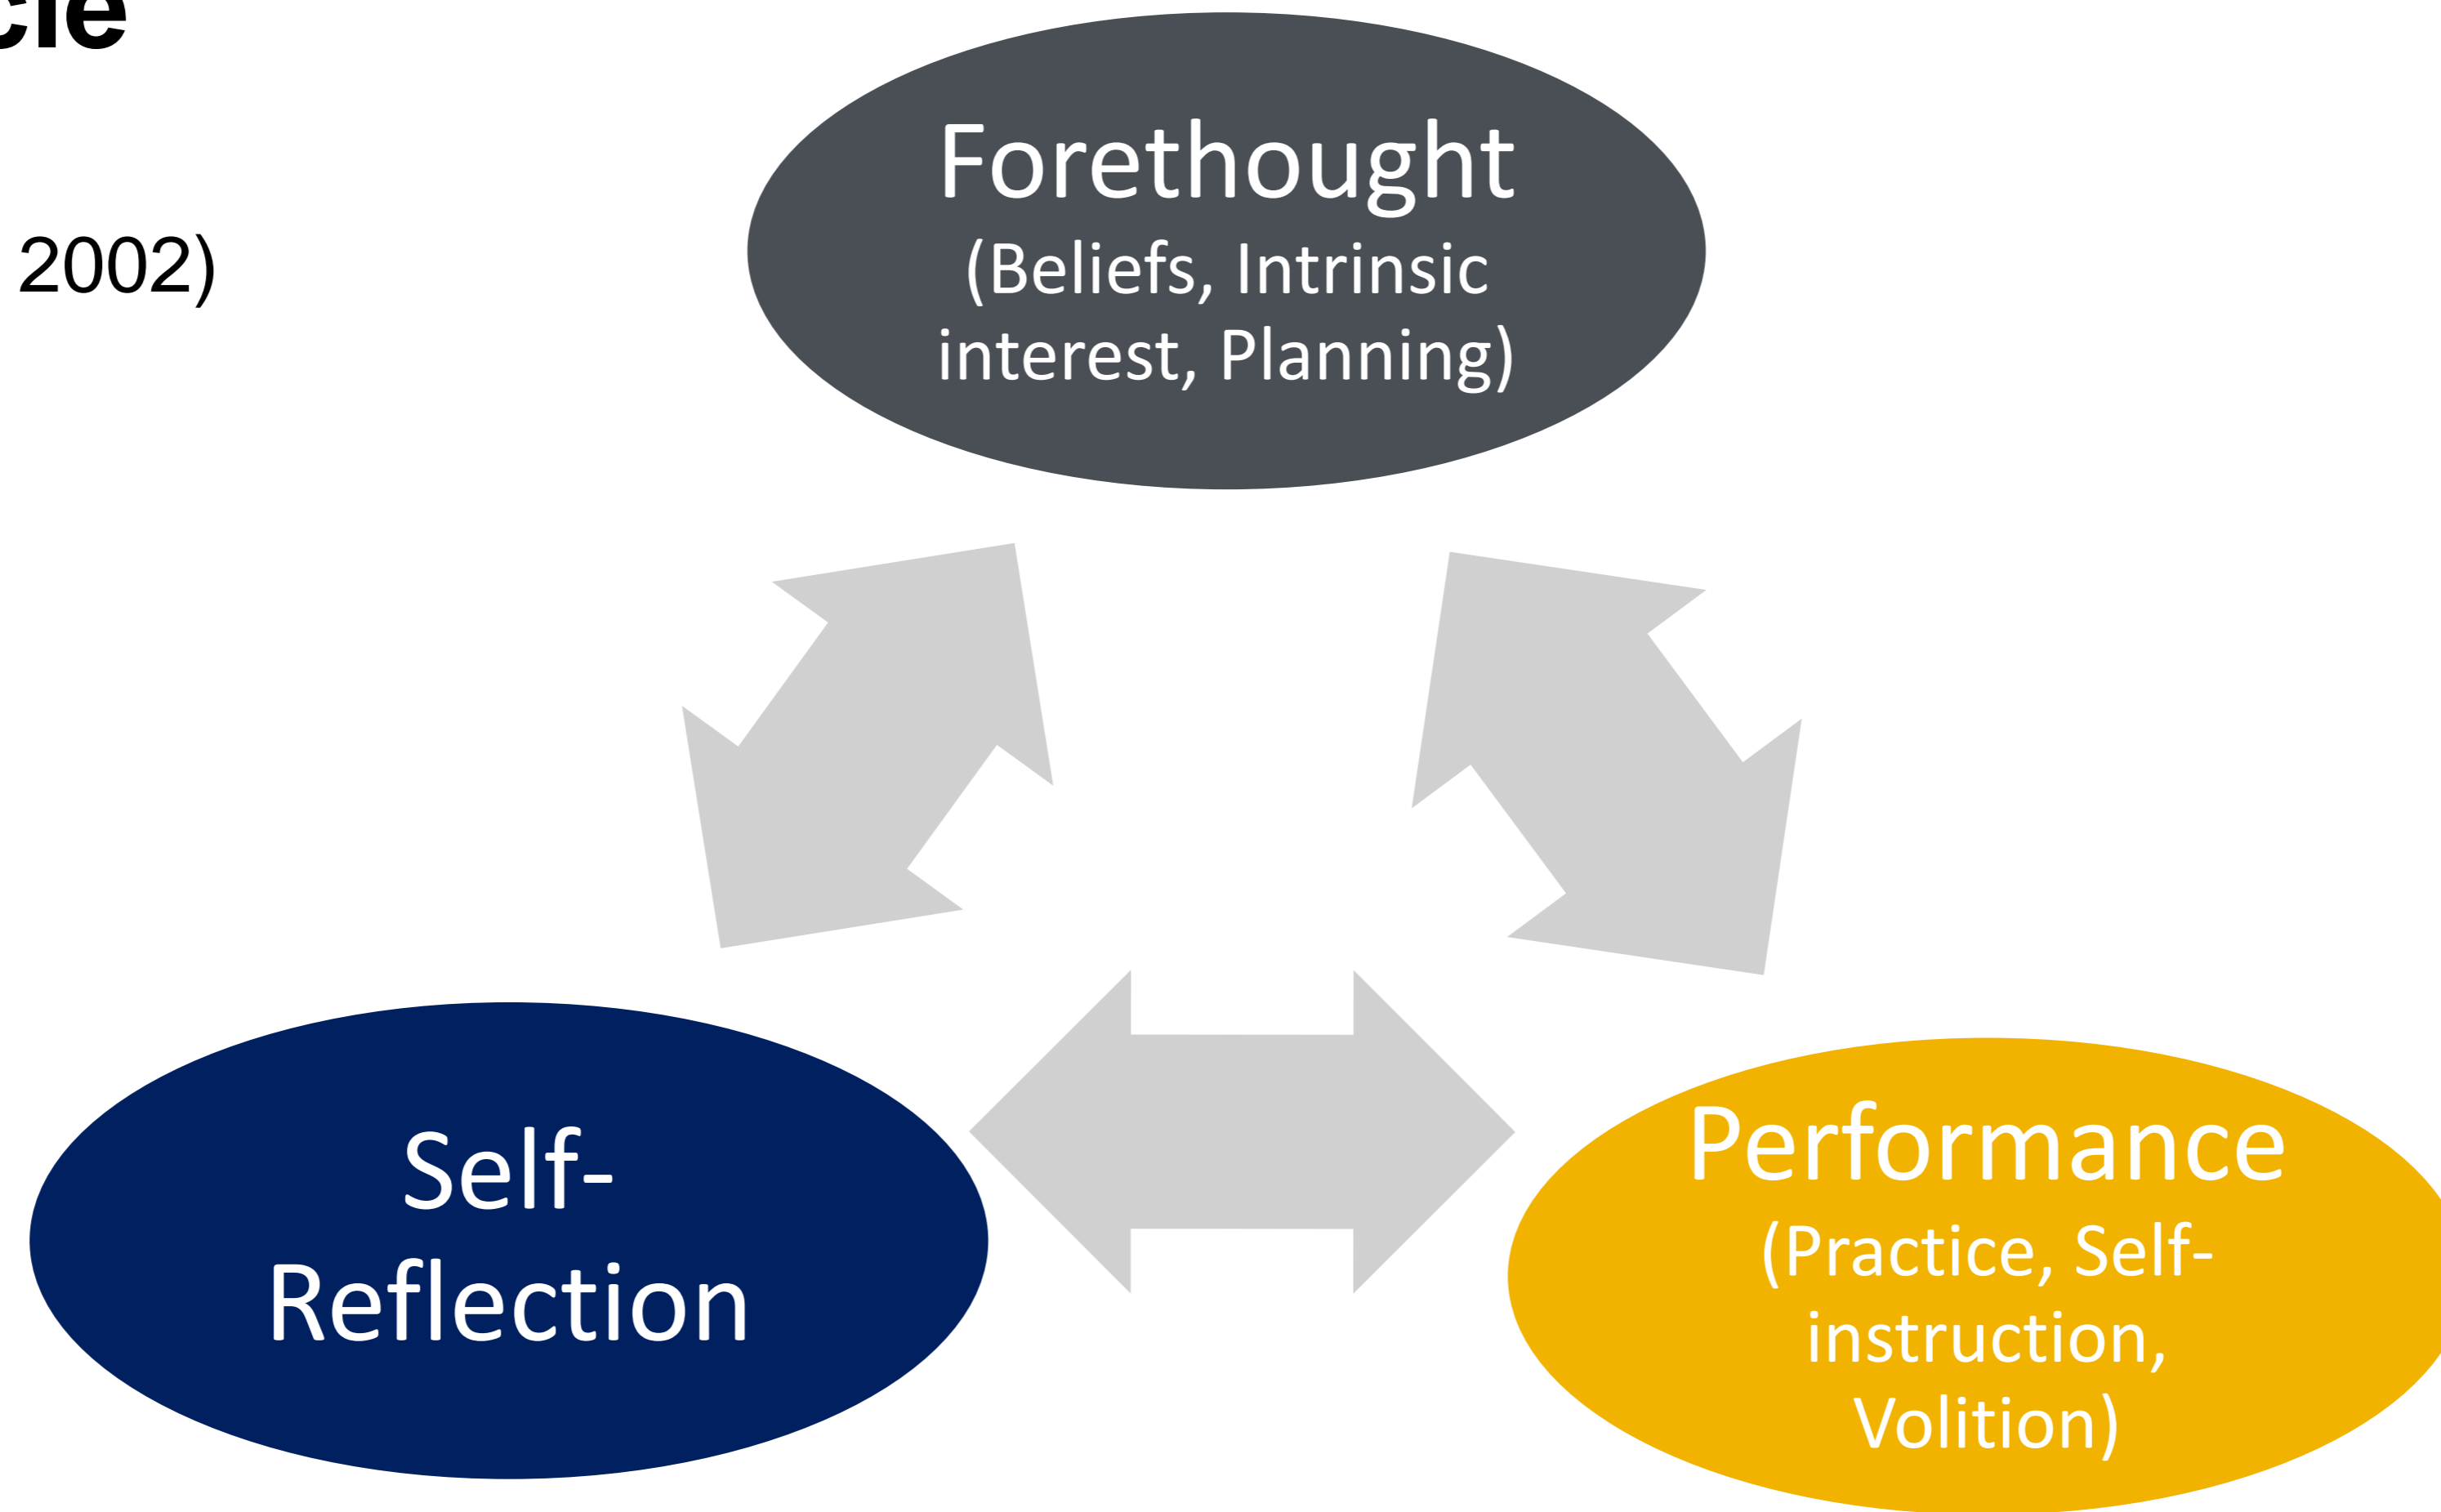 2002)
Forethought
(Beliefs, Intrinsic
interest, Planning)
Self-
Reflection
Performance
(Practice, Self-
instruction,
Volition)